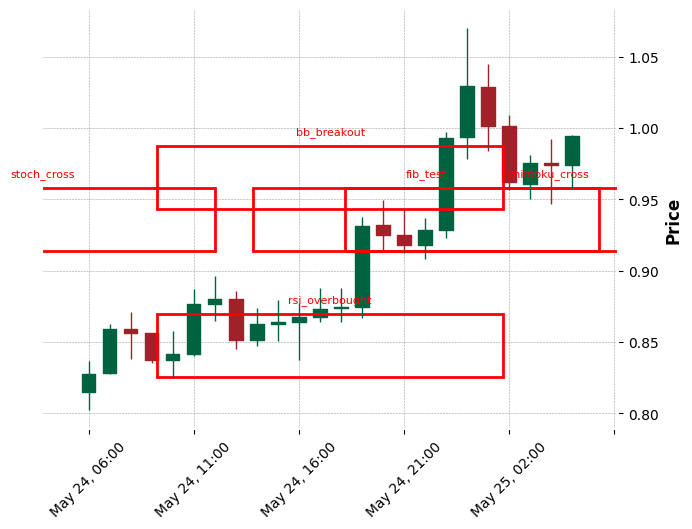 1.05
bb_breakout
1.00
stoch_cross
fib_test
0.95
Price
0.90
rsi_overbought
0.85
0.80
May 24, 06:00
May 24, 11:00
May 24, 16:00
May 24, 21:00
May 25, 02:00